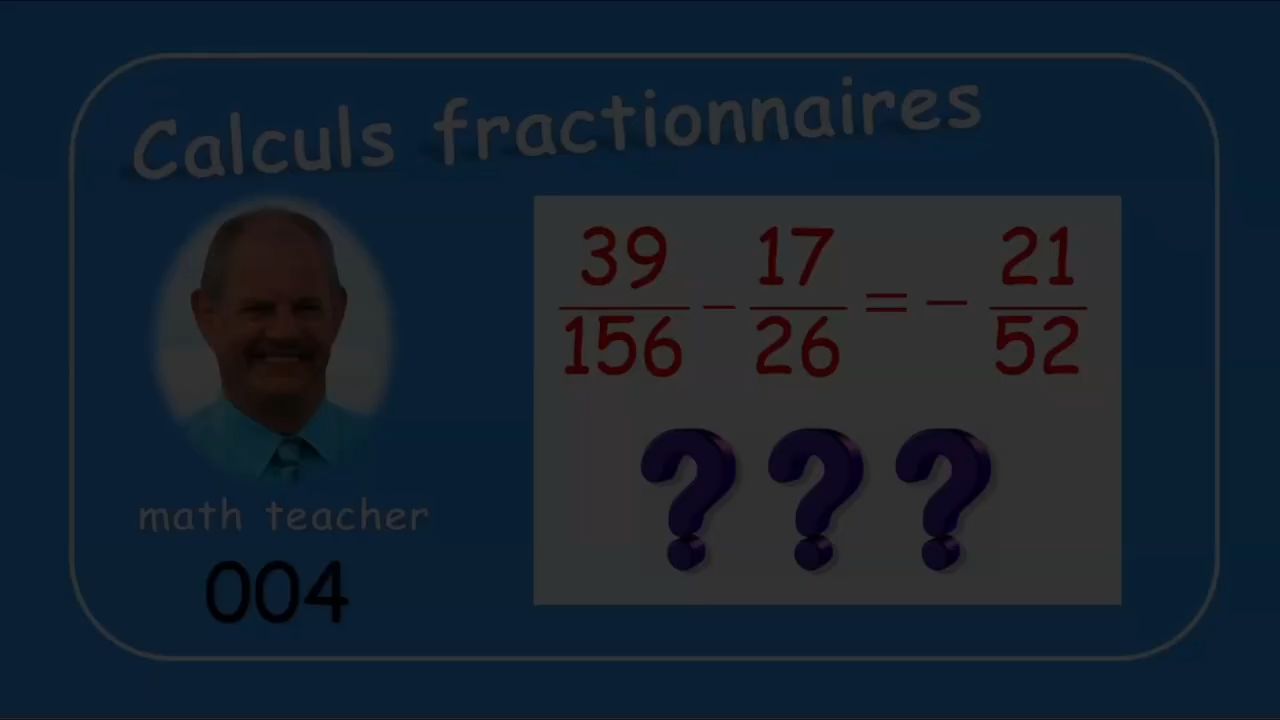 Calculs fractionnaires
39/156 - 17/26 = - 21/52
???
math teacher
004